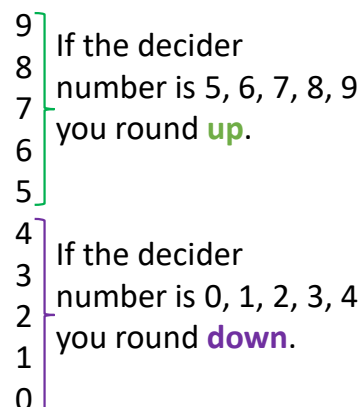 9
8
7
6
5
If the decider
number is 5, 6, 7, 8, 9
you round up.
4
3
2
1
0
If the decider
number is 0, 1, 2, 3, 4
you round down.